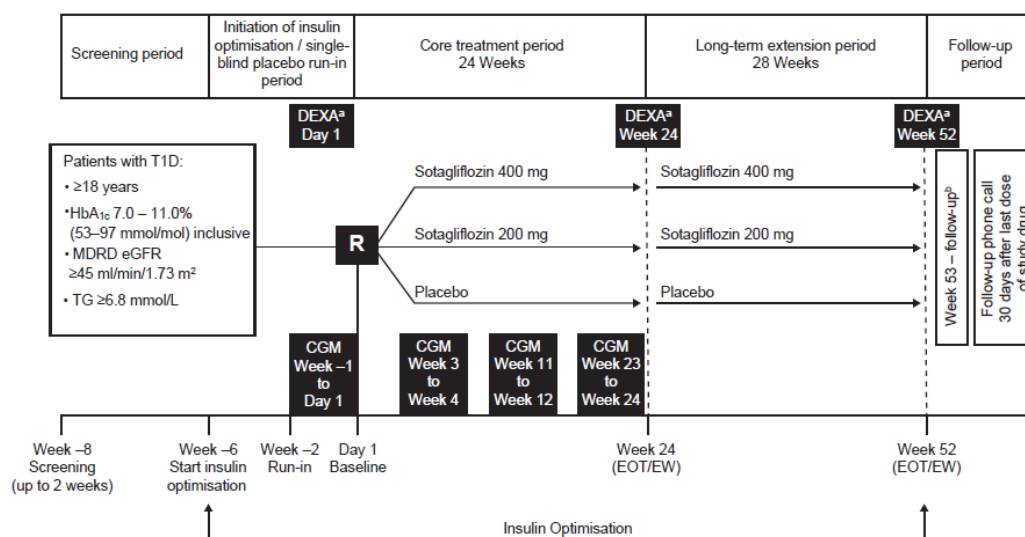 Screening period
Initiation of insulin
optimisation / single-
blind placebo run-in
period
Core treatment period
24 Weeks
Long-term extension period
28 Weeks
Follow-up
period
DEXAᵃ
Day 1
DEXAᵃ
Week 24
DEXAᵃ
Week 52
Patients with T1D:
• ≥18 years
•HbA₁c 7.0 – 11.0%
(53–97 mmol/mol) inclusive
• MDRD eGFR
≥45 ml/min/1.73 m²
• TG ≥6.8 mmol/L
R
Sotagliflozin 400 mg
Sotagliflozin 400 mg
Sotagliflozin 200 mg
Sotagliflozin 200 mg
Placebo
Placebo
Week 53 – follow-upᵇ
Follow-up phone call
30 days after last dose
of study drug
CGM
Week –1
to
Day 1
CGM
Week 3
to
Week 4
CGM
Week 11
to
Week 12
CGM
Week 23
to
Week 24
Week –8
Screening
(up to 2 weeks)
Week –6
Start insulin
optimisation
Week –2
Run-in
Day 1
Baseline
Week 24
(EOT/EW)
Week 52
(EOT/EW)
Insulin Optimisation